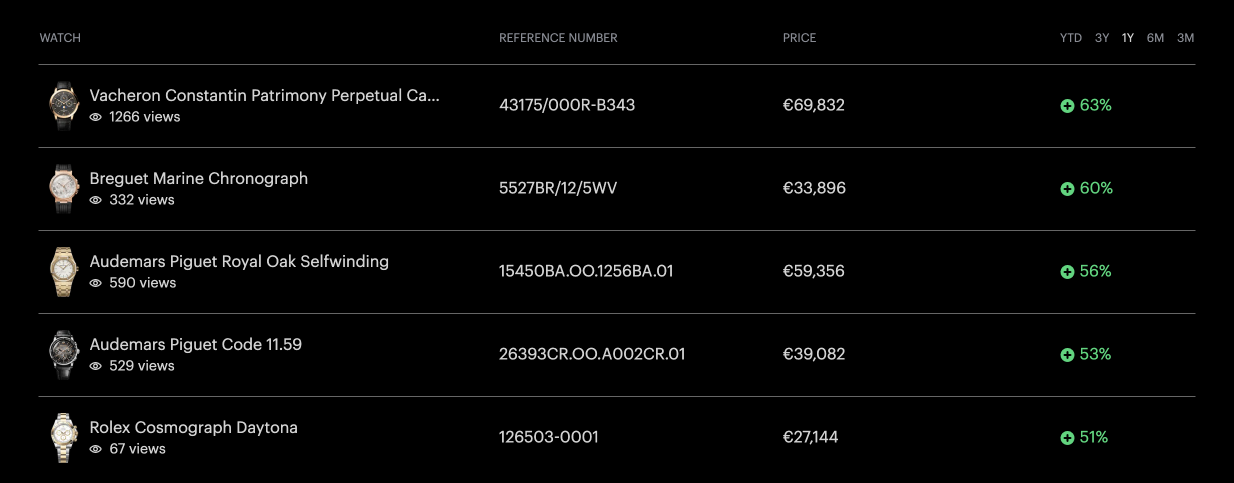 WATCH REFERENCE NUMBER PRICE YTD 3Y 1Y 6M 3M
Vacheron Constantin Patrimony Perpetual Ca...
1266 views
43175/000R-B343 €69,832 63%
Breguet Marine Chronograph
332 views
5527BR/12/5WV €33,896 60%
Audemars Piguet Royal Oak Selfwinding
590 views
15450BA.OO.1256BA.01 €59,356 56%
Audemars Piguet Code 11.59
529 views
26393CR.OO.A002CR.01 €39,082 53%
Rolex Cosmograph Daytona
67 views
126503-0001 €27,144 51%